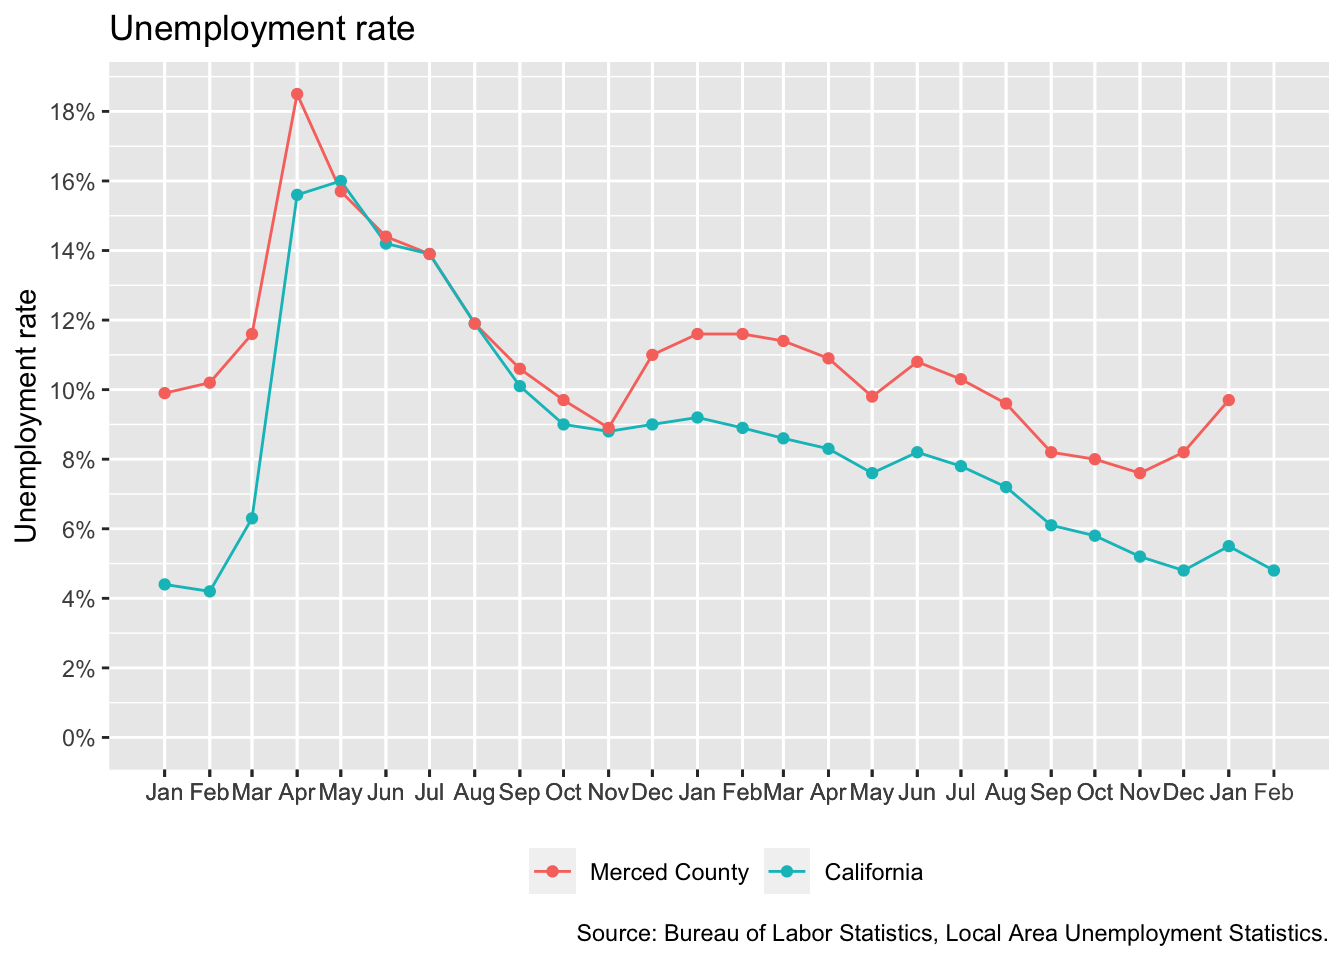 Unemployment rate
Unemployment rate
18%
16%
14%
12%
10%
8%
6%
4%
2%
0%
Jan Feb Mar Apr May Jun Jul Aug Sep Oct Nov Dec Jan Feb Mar Apr May Jun Jul Aug Sep Oct Nov Dec Jan Feb
Merced County California
Source: Bureau of Labor Statistics, Local Area Unemployment Statistics.